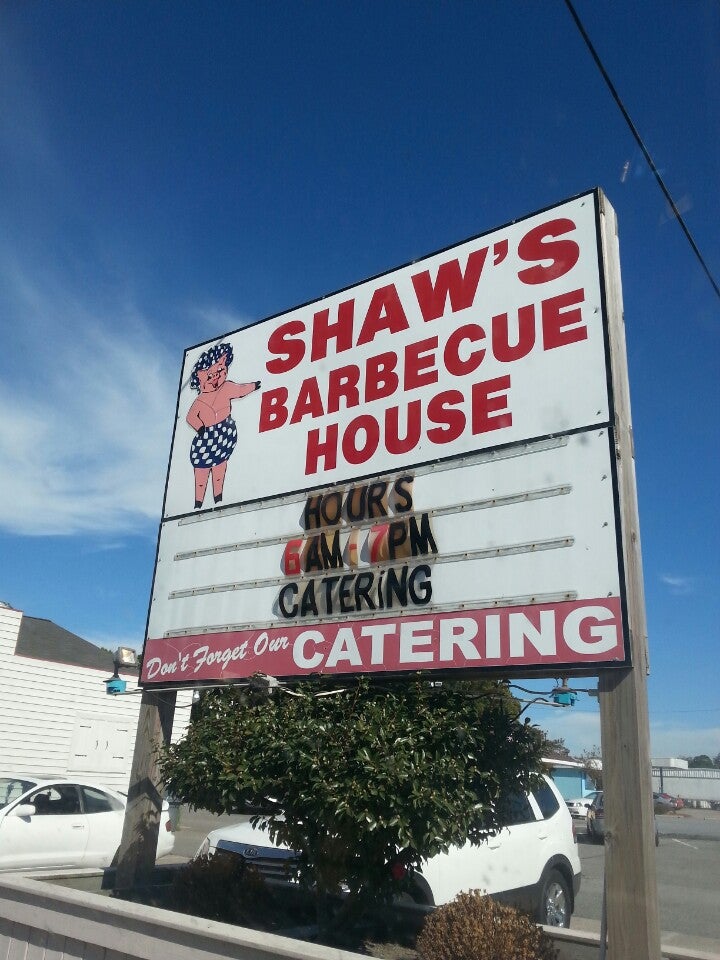 SHAW'S
BARBECUE
HOUSE
HOURS
6AM-7PM
CATERING
Don't Forget Our CATERING